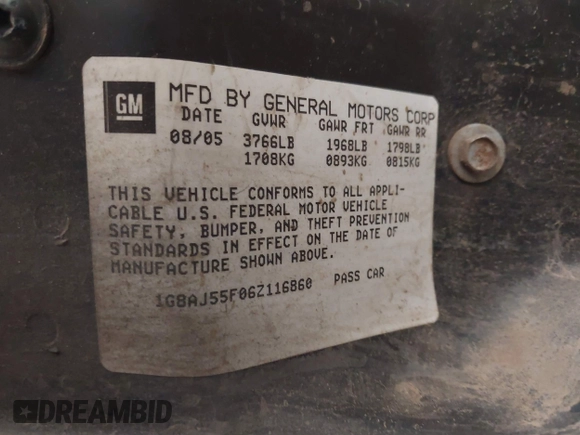 GM
MFD BY GENERAL MOTORS CORP
DATE GVWR GAWR FRT GAWR RR
08/05 3766LB 1968LB 1798LB
1708KG 0893KG 0815KG
THIS VEHICLE CONFORMS TO ALL APPLI-
CABLE U.S. FEDERAL MOTOR VEHICLE
SAFETY, BUMPER, AND THEFT PREVENTION
STANDARDS IN EFFECT ON THE DATE OF
MANUFACTURE SHOWN ABOVE.
1G8AJ55F06Z116860 PASS CAR
DREAMBID